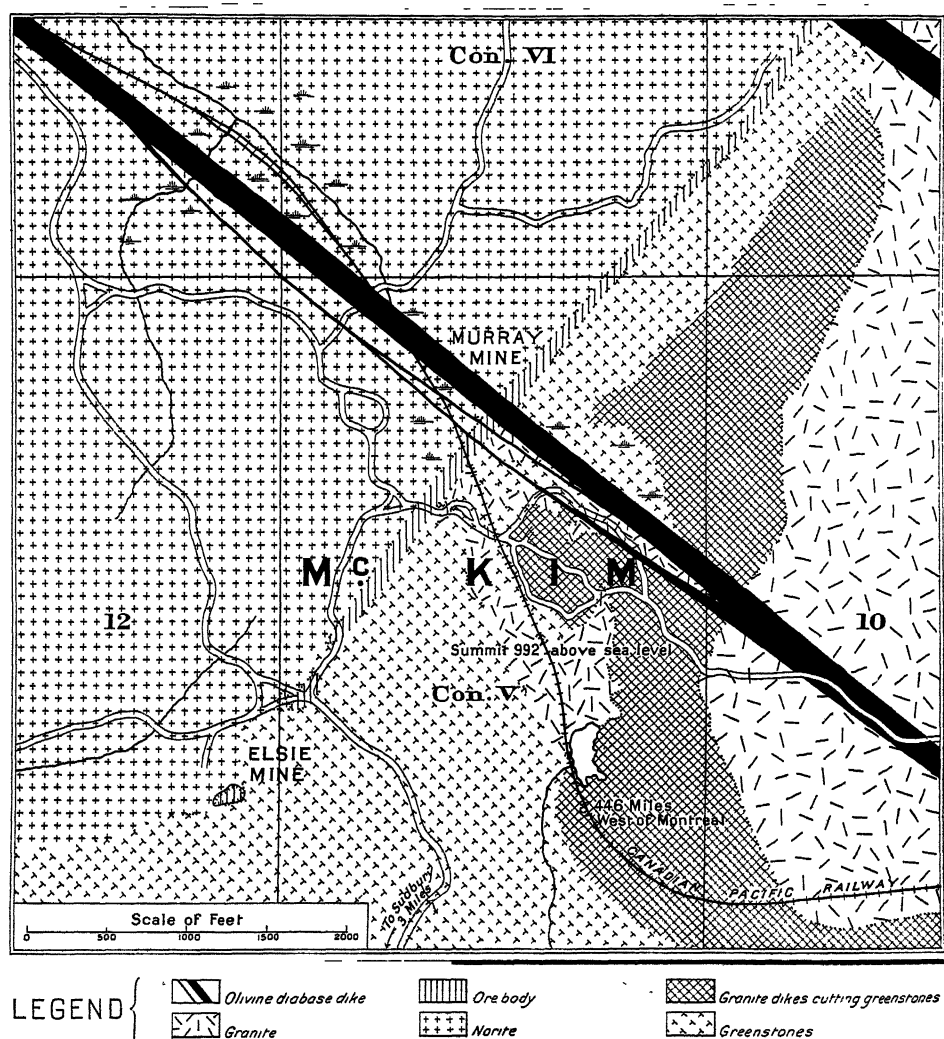 Con. VI
MURRAY
MINE
Mc K I M
12
10
Summit 992' above sea level
Con. V.
ELSIE
MINE
446 Miles
West of Montreal
CANADIAN PACIFIC RAILWAY
To Sudbury
3 Miles
Scale of Feet
0 500 1000 1500 2000
LEGEND
Olivine diabase dike
Ore body
Granite dikes cutting greenstones
Granite
Norite
Greenstones